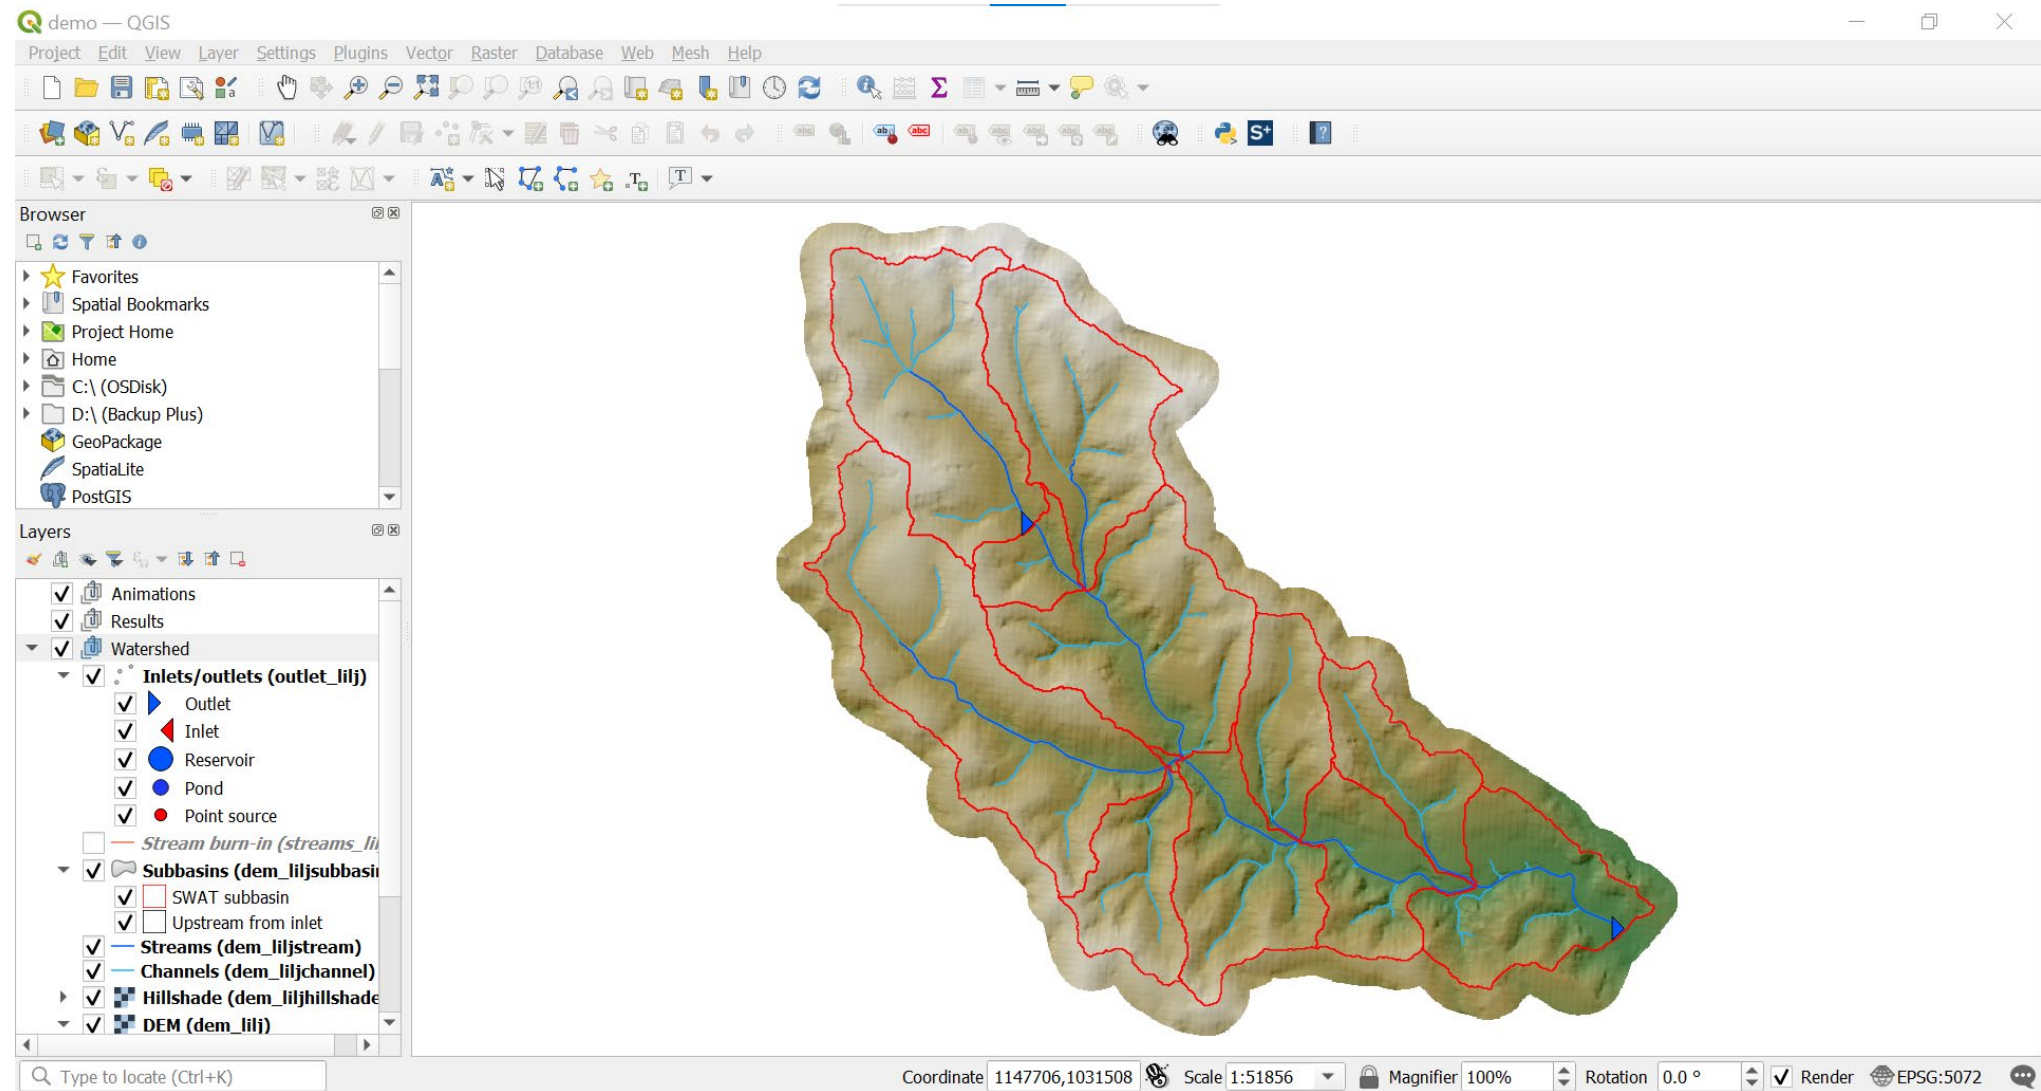 demo — QGIS
Project Edit View Layer Settings Plugins Vector Raster Database Web Mesh Help
Browser
Favorites
Spatial Bookmarks
Project Home
Home
C:\ (OSDisk)
D:\ (Backup Plus)
GeoPackage
SpatiaLite
PostGIS
Layers
Animations
Results
Watershed
Inlets/outlets (outlet_lilj)
Outlet
Inlet
Reservoir
Pond
Point source
Stream burn-in (streams_lil
Subbasins (dem_liljsubbasi
SWAT subbasin
Upstream from inlet
Streams (dem_liljstream)
Channels (dem_liljchannel)
Hillshade (dem_liljhillshade
DEM (dem_lilj)
Type to locate (Ctrl+K) Coordinate 1147706,1031508 Scale 1:51856 Magnifier 100% Rotation 0.0 ° Render EPSG:5072